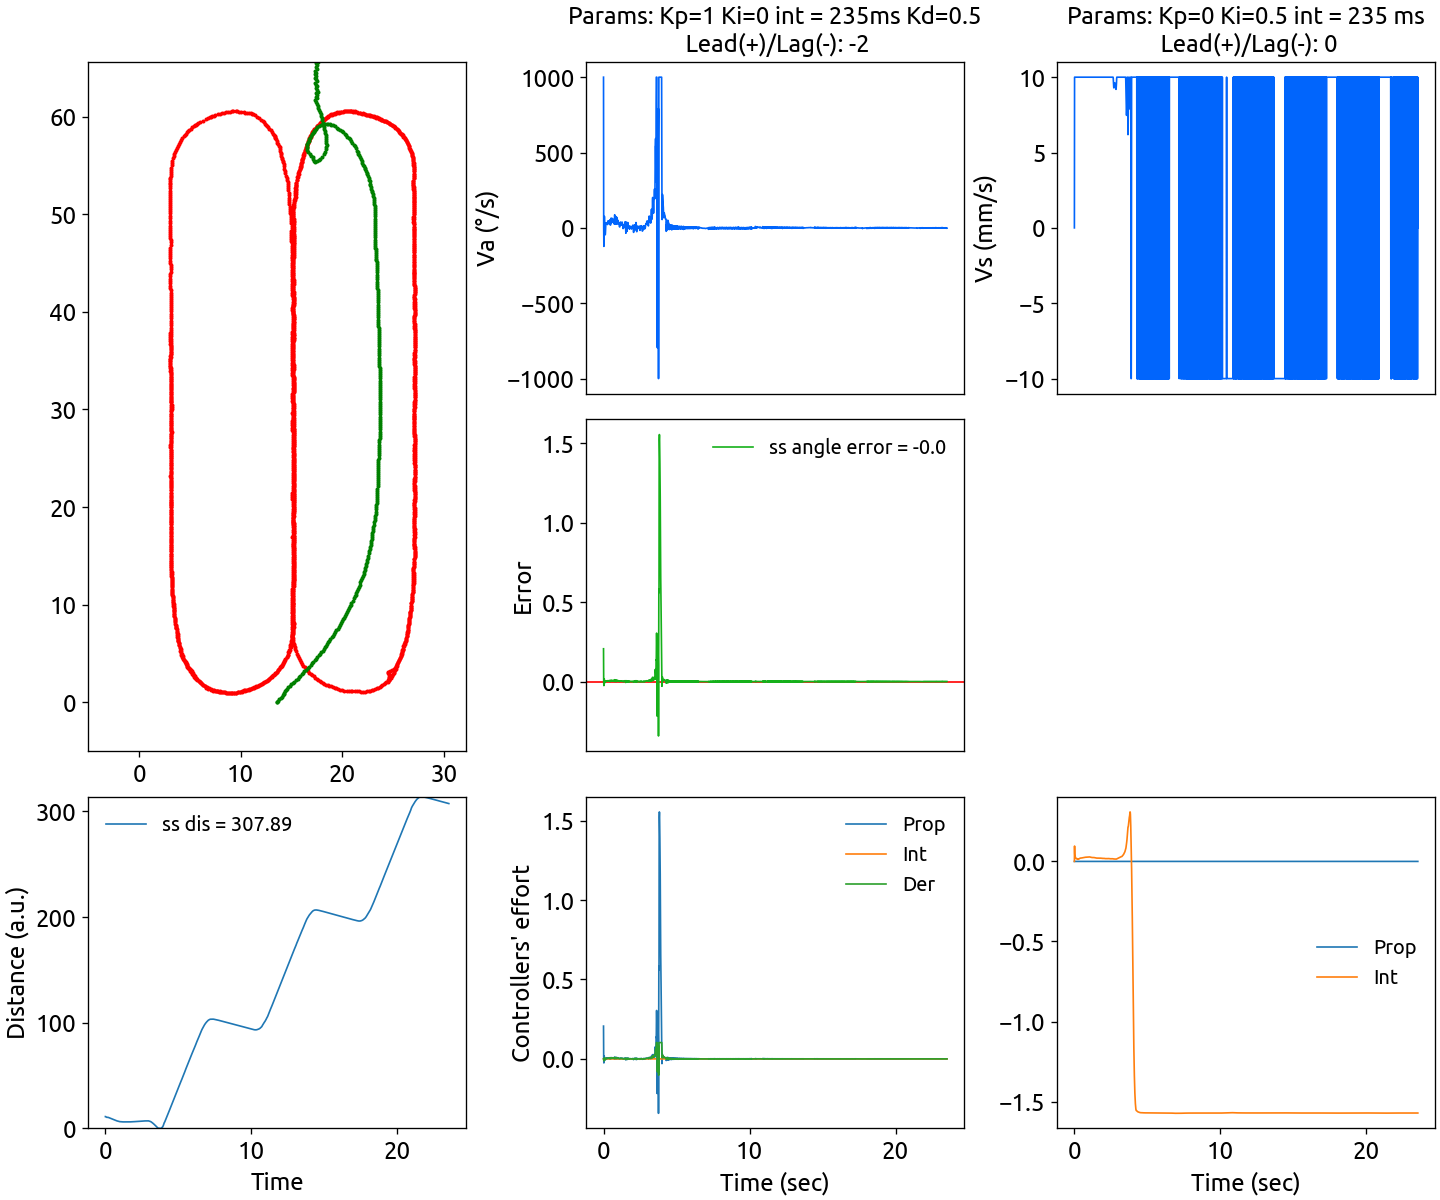 Params: Kp=1 Ki=0 int = 235ms Kd=0.5
Lead(+)/Lag(-): -2
Params: Kp=0 Ki=0.5 int = 235 ms
Lead(+)/Lag(-): 0
60
50
40
30
20
10
0
0
10
20
30
Va (°/s)
1000
500
0
−500
−1000
Vs (mm/s)
10
5
0
−5
−10
Error
1.5
1.0
0.5
0.0
ss angle error = -0.0
Distance (a.u.)
300
200
100
0
ss dis = 307.89
0
10
20
Time
Controllers' effort
1.5
1.0
0.5
0.0
Prop
Int
Der
0
10
20
Time (sec)
0.0
−0.5
−1.0
−1.5
Prop
Int
0
10
20
Time (sec)